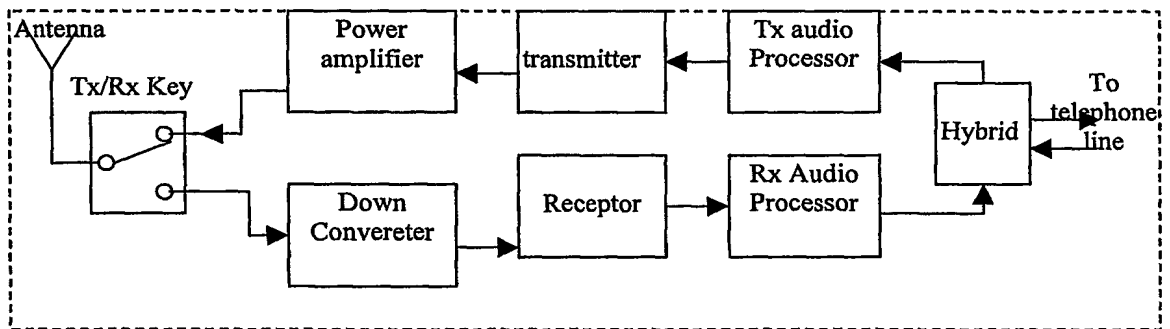 Antenna
Tx/Rx Key
Power
amplifier
transmitter
Tx audio
Processor
Hybrid
To
telephone
line
Down
Convereter
Receptor
Rx Audio
Processor